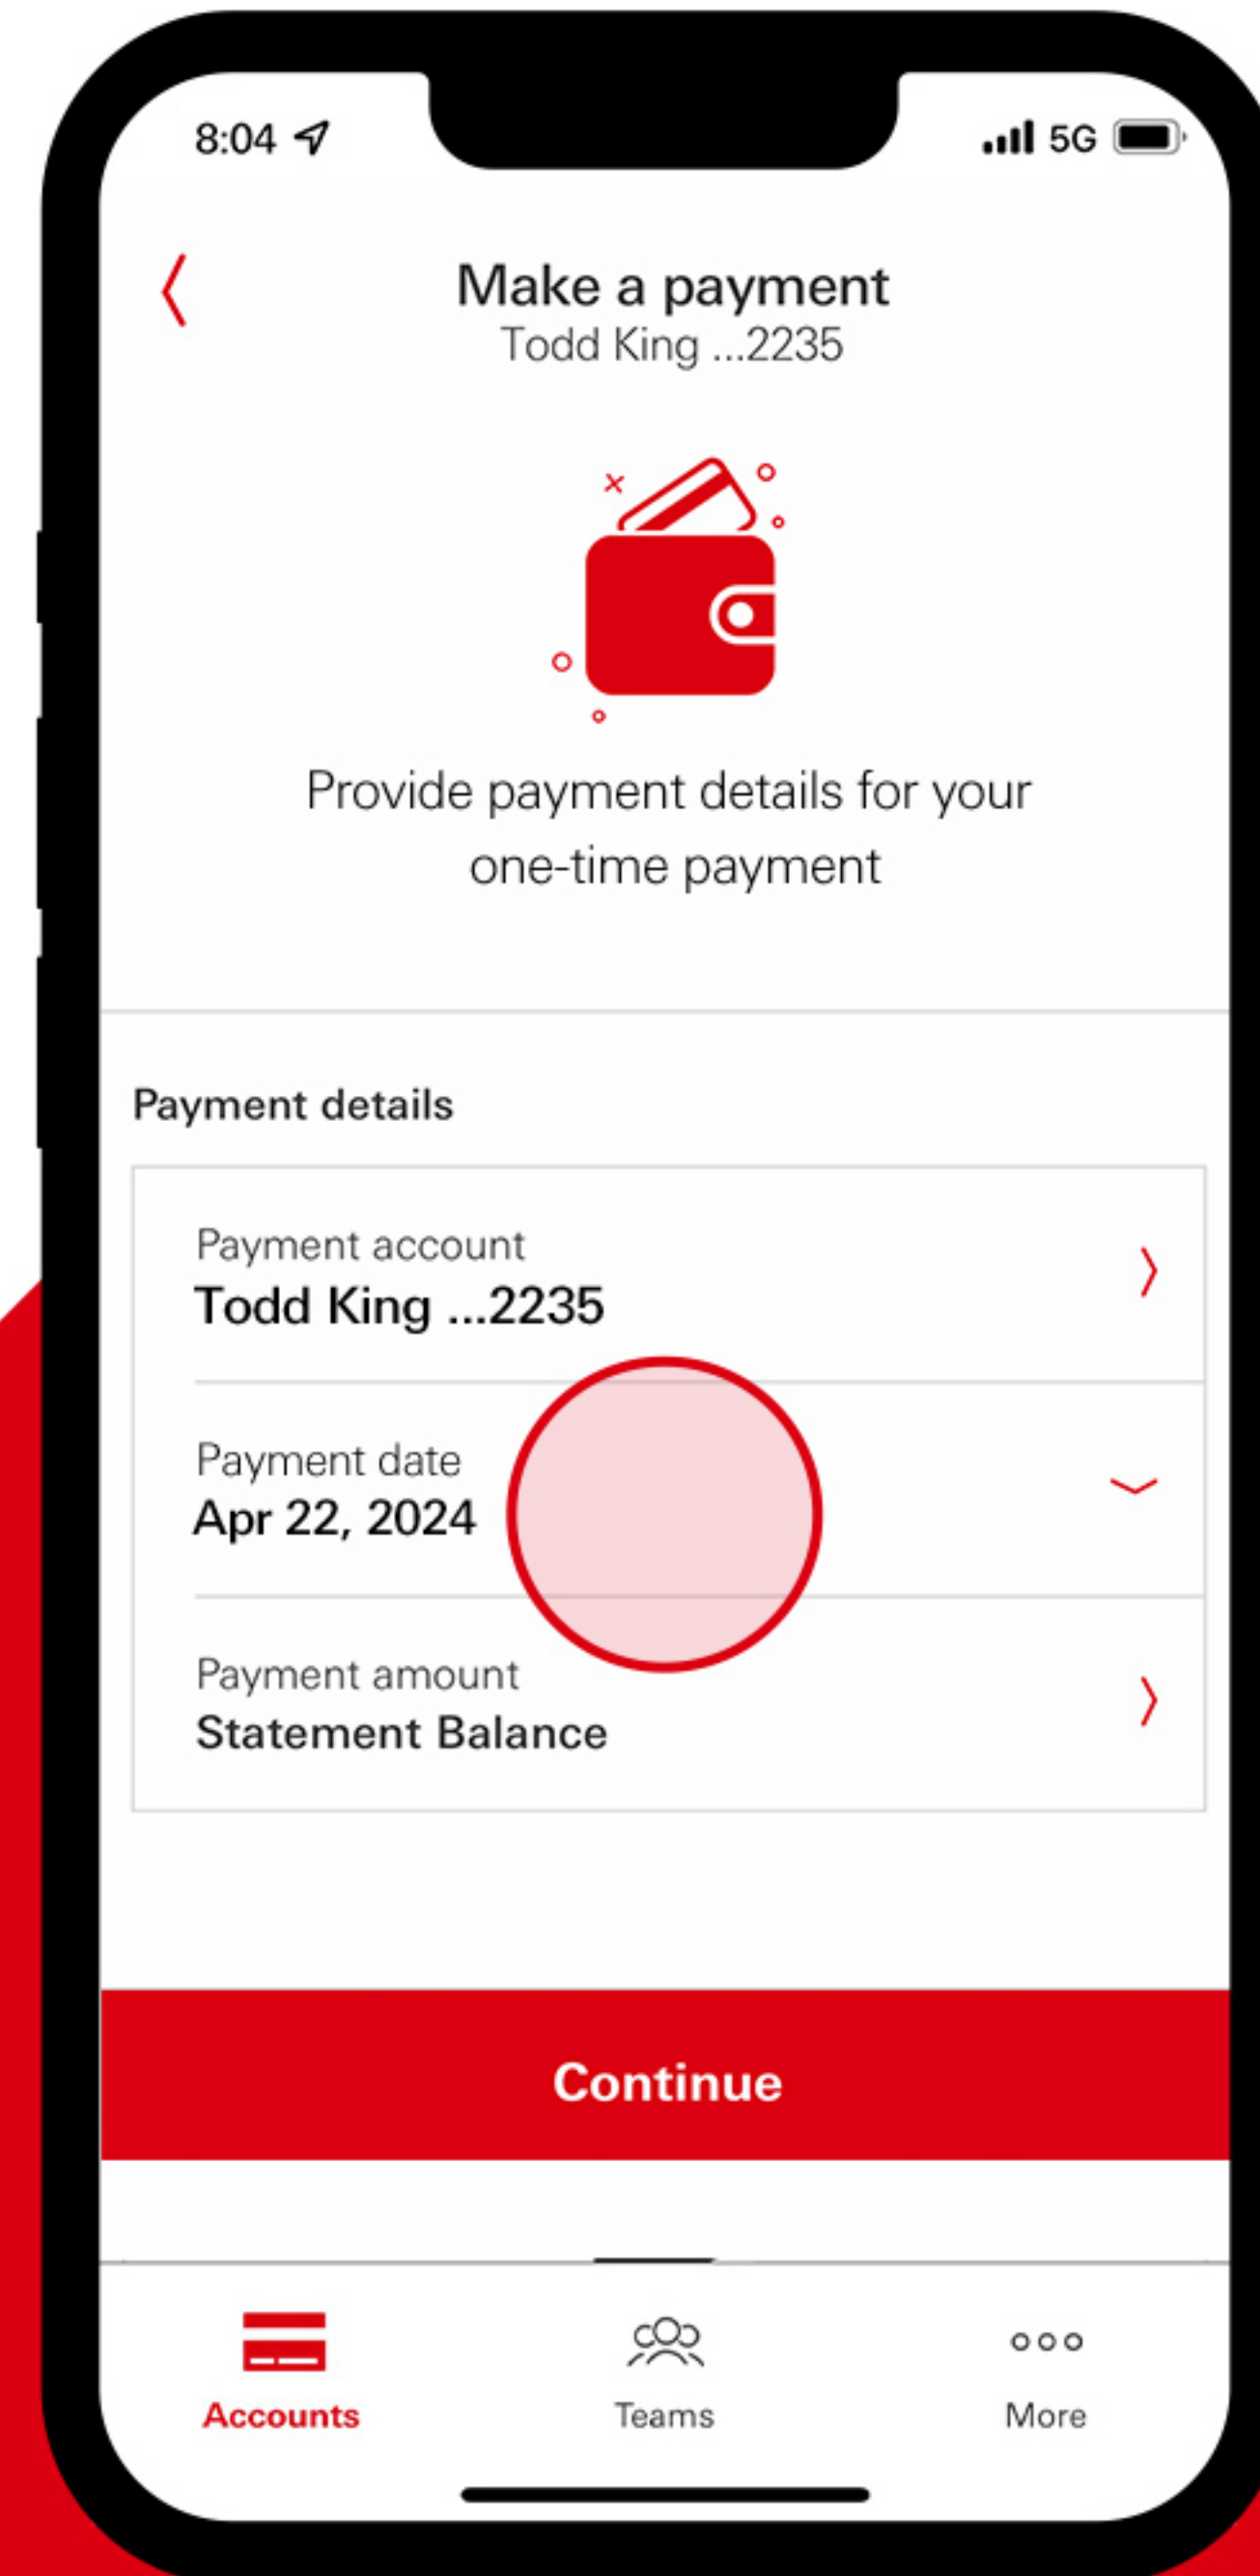 8:04
5G
Make a payment
Todd King ...2235
Provide payment details for your
one-time payment
Payment details
Payment account
Todd King ...2235
Payment date
Apr 22, 2024
Payment amount
Statement Balance
Continue
Accounts
Teams
More